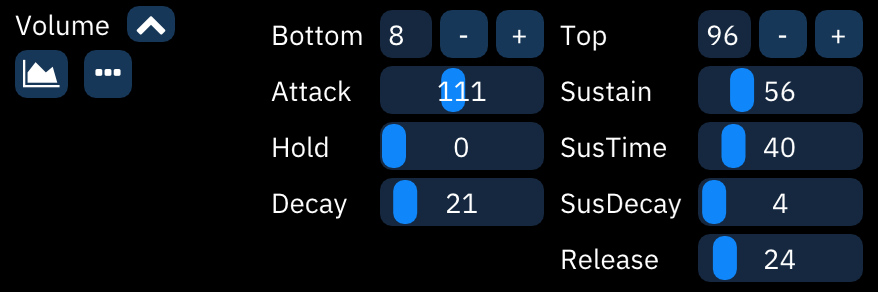 Volume
Bottom 8 - + Top 96 - +
Attack 111 Sustain 56
Hold 0 SusTime 40
Decay 21 SusDecay 4
Release 24